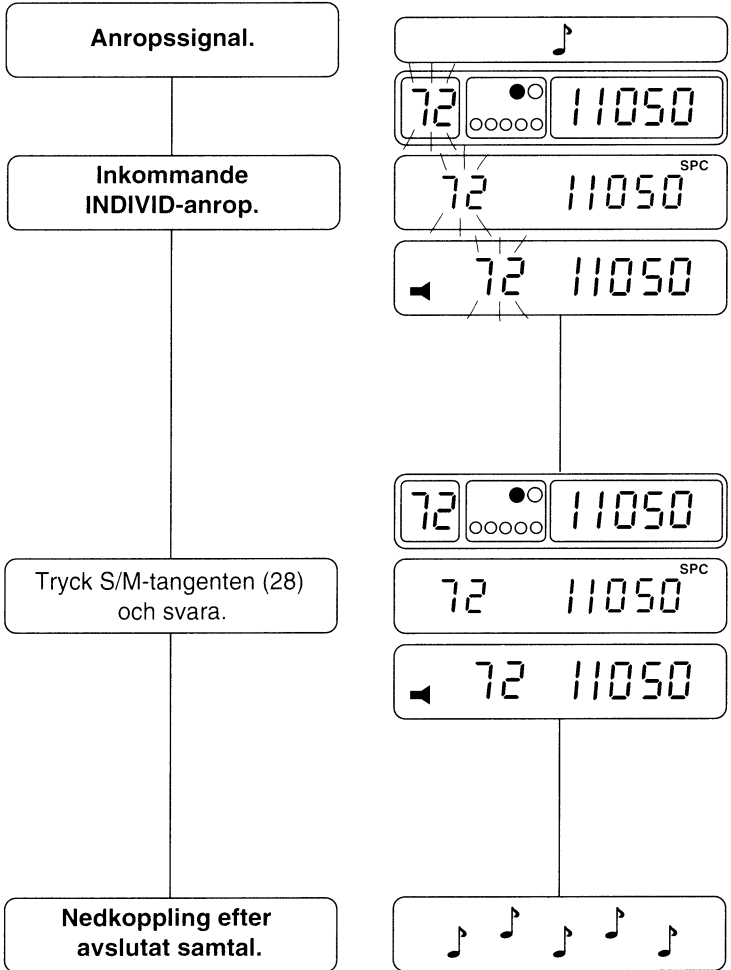 Anropssignal.
72 11050
Inkommande
INDIVID-anrop.
72 11050 SPC
72 11050
72 11050
Tryck S/M-tangenten (28)
och svara.
72 11050 SPC
72 11050
Nedkoppling efter
avslutat samtal.